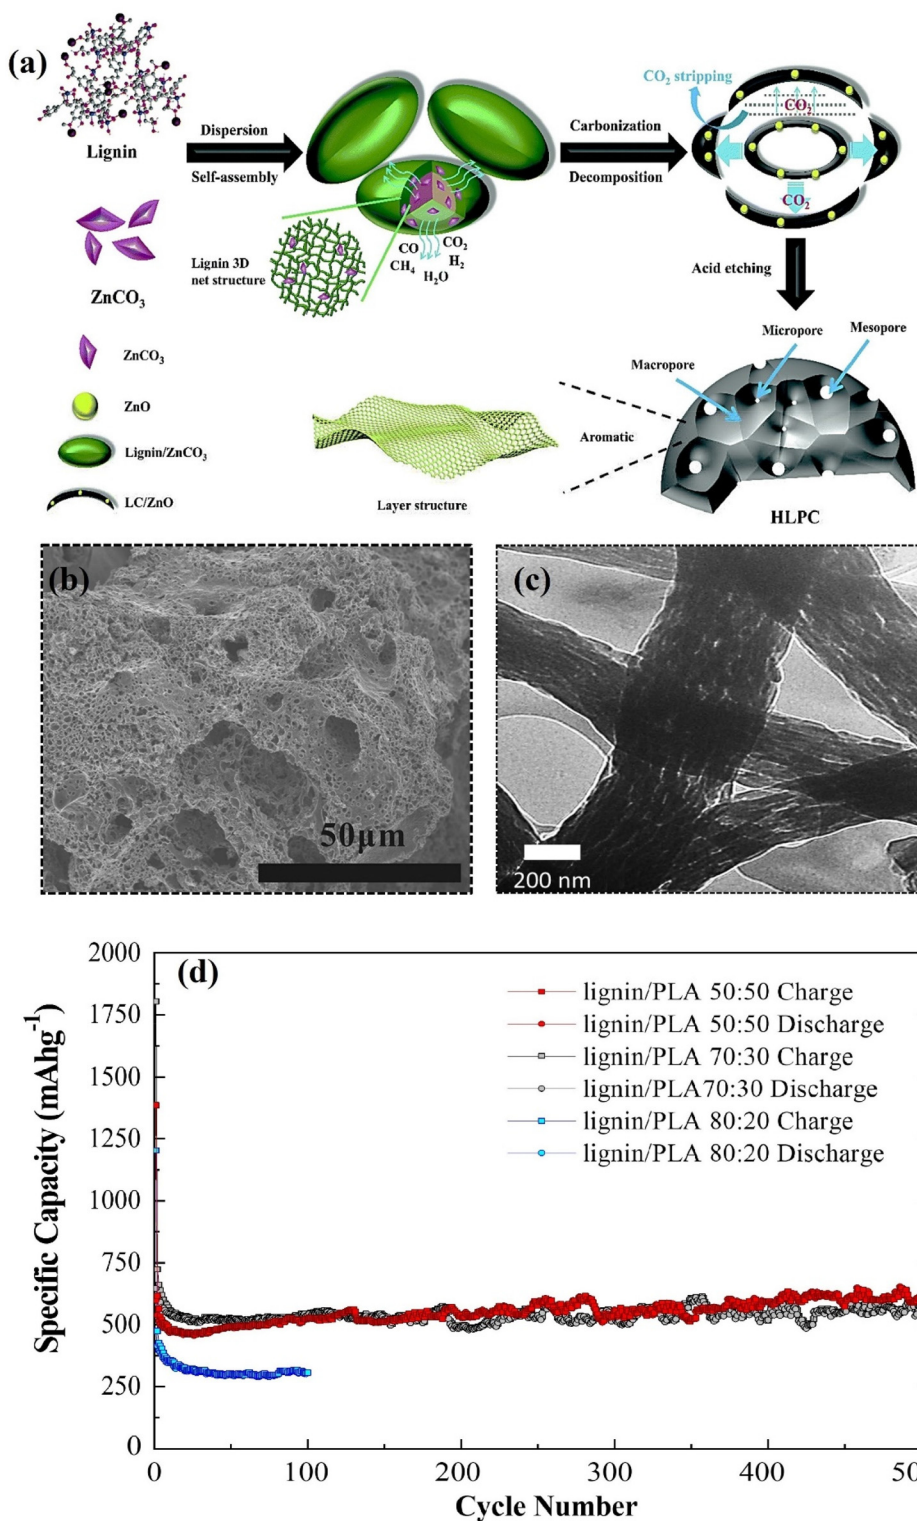 (a)
Lignin
ZnCO3
Dispersion
Self-assembly
Lignin 3D
net structure
CO
CH4
H2O
CO2
H2
Carbonization
Decomposition
CO2 stripping
CO2
CO2
Acid etching
ZnCO3
ZnO
Lignin/ZnCO3
LC/ZnO
Layer structure
Aromatic
Macropore
Micropore
Mesopore
HLPC
(b)
50μm
(c)
200 nm
(d)
Specific Capacity (mAhg-1)
2000
1750
1500
1250
1000
750
500
250
0
lignin/PLA 50:50 Charge
lignin/PLA 50:50 Discharge
lignin/PLA 70:30 Charge
lignin/PLA70:30 Discharge
lignin/PLA 80:20 Charge
lignin/PLA 80:20 Discharge
0 100 200 300 400
Cycle Number